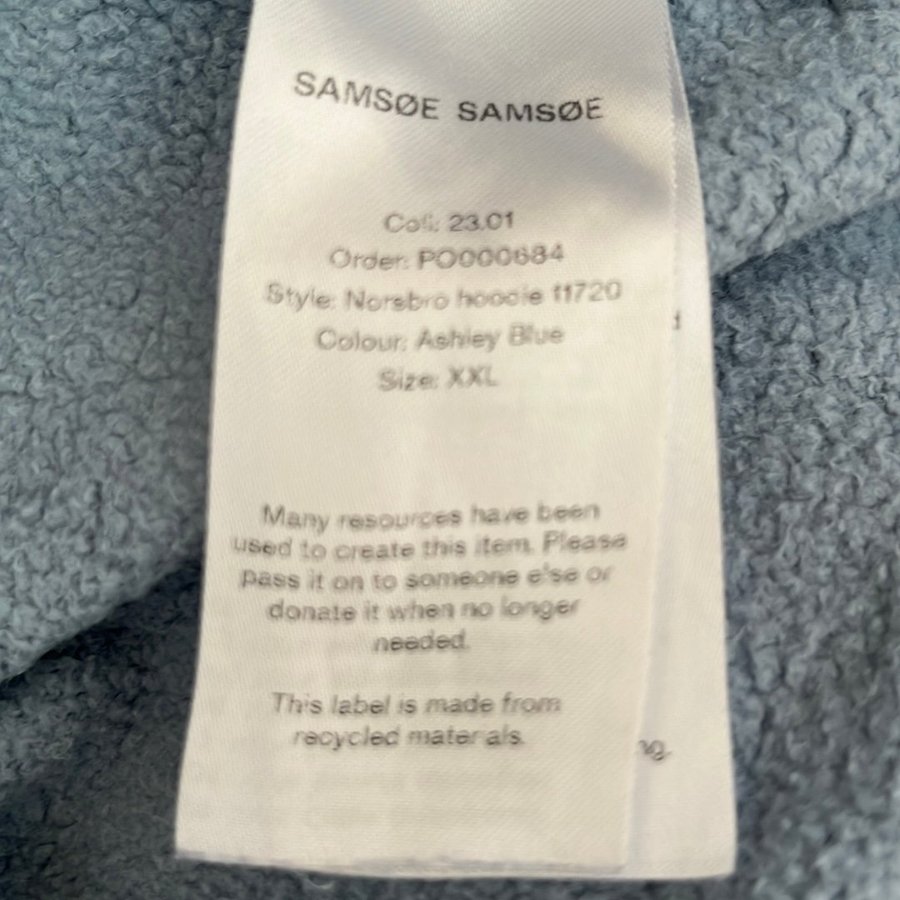 SAMSØE SAMSØE
Coll: 23.01
Order: PO000684
Style: Norsbro hoodie 11720
Colour: Ashley Blue
Size: XXL
Many resources have been
used to create this item. Please
pass it on to someone else or
donate it when no longer
needed.
This label is made from
recycled materials.